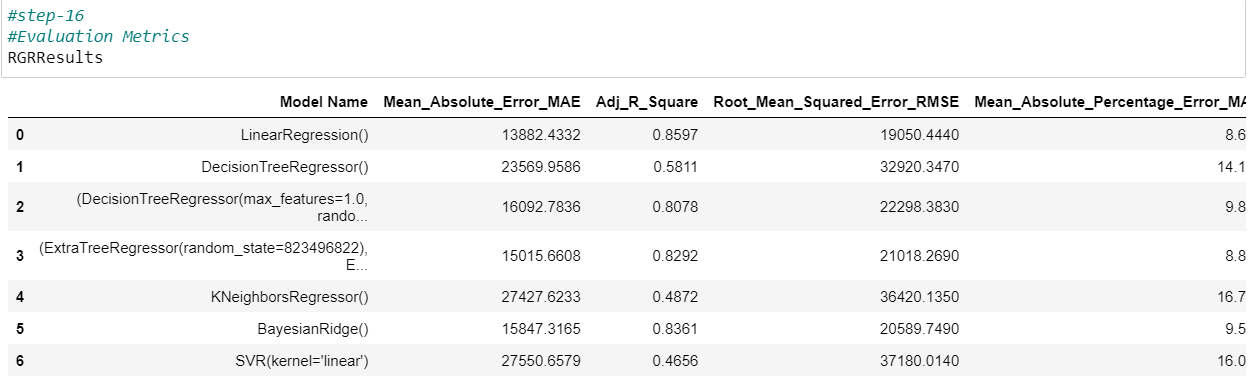 #step-16
#Evaluation Metrics
RGRResults
Model Name Mean_Absolute_Error_MAE Adj_R_Square Root_Mean_Squared_Error_RMSE Mean_Absolute_Percentage_Error_MA
0 LinearRegression() 13882.4332 0.8597 19050.4440 8.6
1 DecisionTreeRegressor() 23569.9586 0.5811 32920.3470 14.1
2 (DecisionTreeRegressor(max_features=1.0, rando... 16092.7836 0.8078 22298.3830 9.8
3 (ExtraTreeRegressor(random_state=823496822), E... 15015.6608 0.8292 21018.2690 8.8
4 KNeighborsRegressor() 27427.6233 0.4872 36420.1350 16.7
5 BayesianRidge() 15847.3165 0.8361 20589.7490 9.5
6 SVR(kernel='linear') 27550.6579 0.4656 37180.0140 16.0